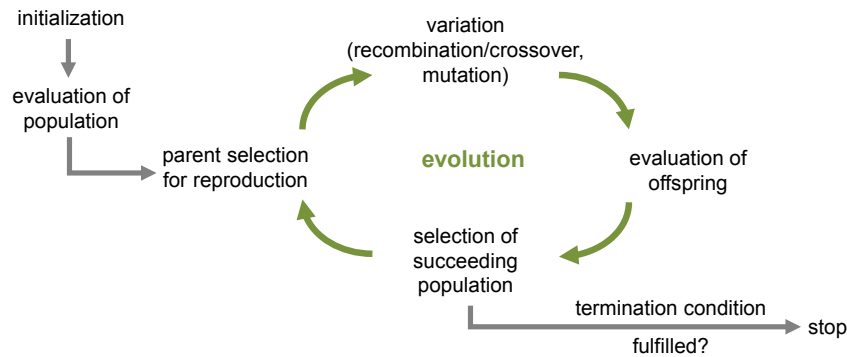 initialization
evaluation of
population
parent selection
for reproduction
variation
(recombination/crossover,
mutation)
evolution
evaluation of
offspring
selection of
succeeding
population
termination condition
fulfilled?
stop